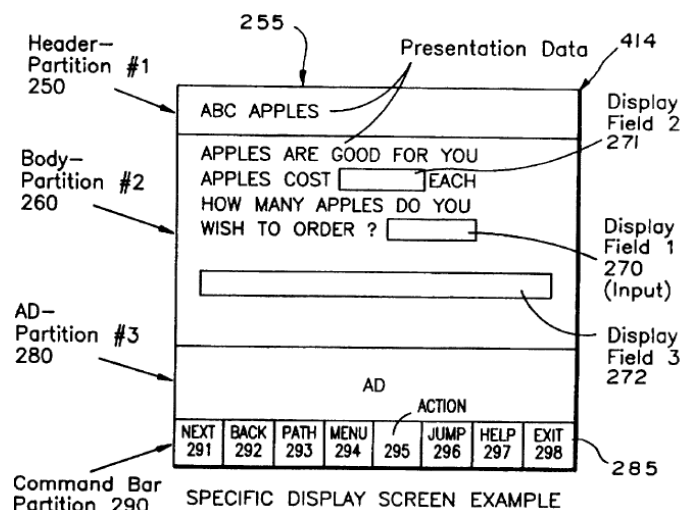 255
Header–
Partition #1
250
Presentation Data
414
ABC APPLES
Display
Field 2
271
Body–
Partition #2
260
APPLES ARE GOOD FOR YOU
APPLES COST EACH
HOW MANY APPLES DO YOU
WISH TO ORDER ?
Display
Field 1
270
(Input)
AD–
Partition #3
280
Display
Field 3
272
AD
ACTION
NEXT BACK PATH MENU JUMP HELP EXIT
291 292 293 294 295 296 297 298
285
Command Bar
Partition 290
SPECIFIC DISPLAY SCREEN EXAMPLE